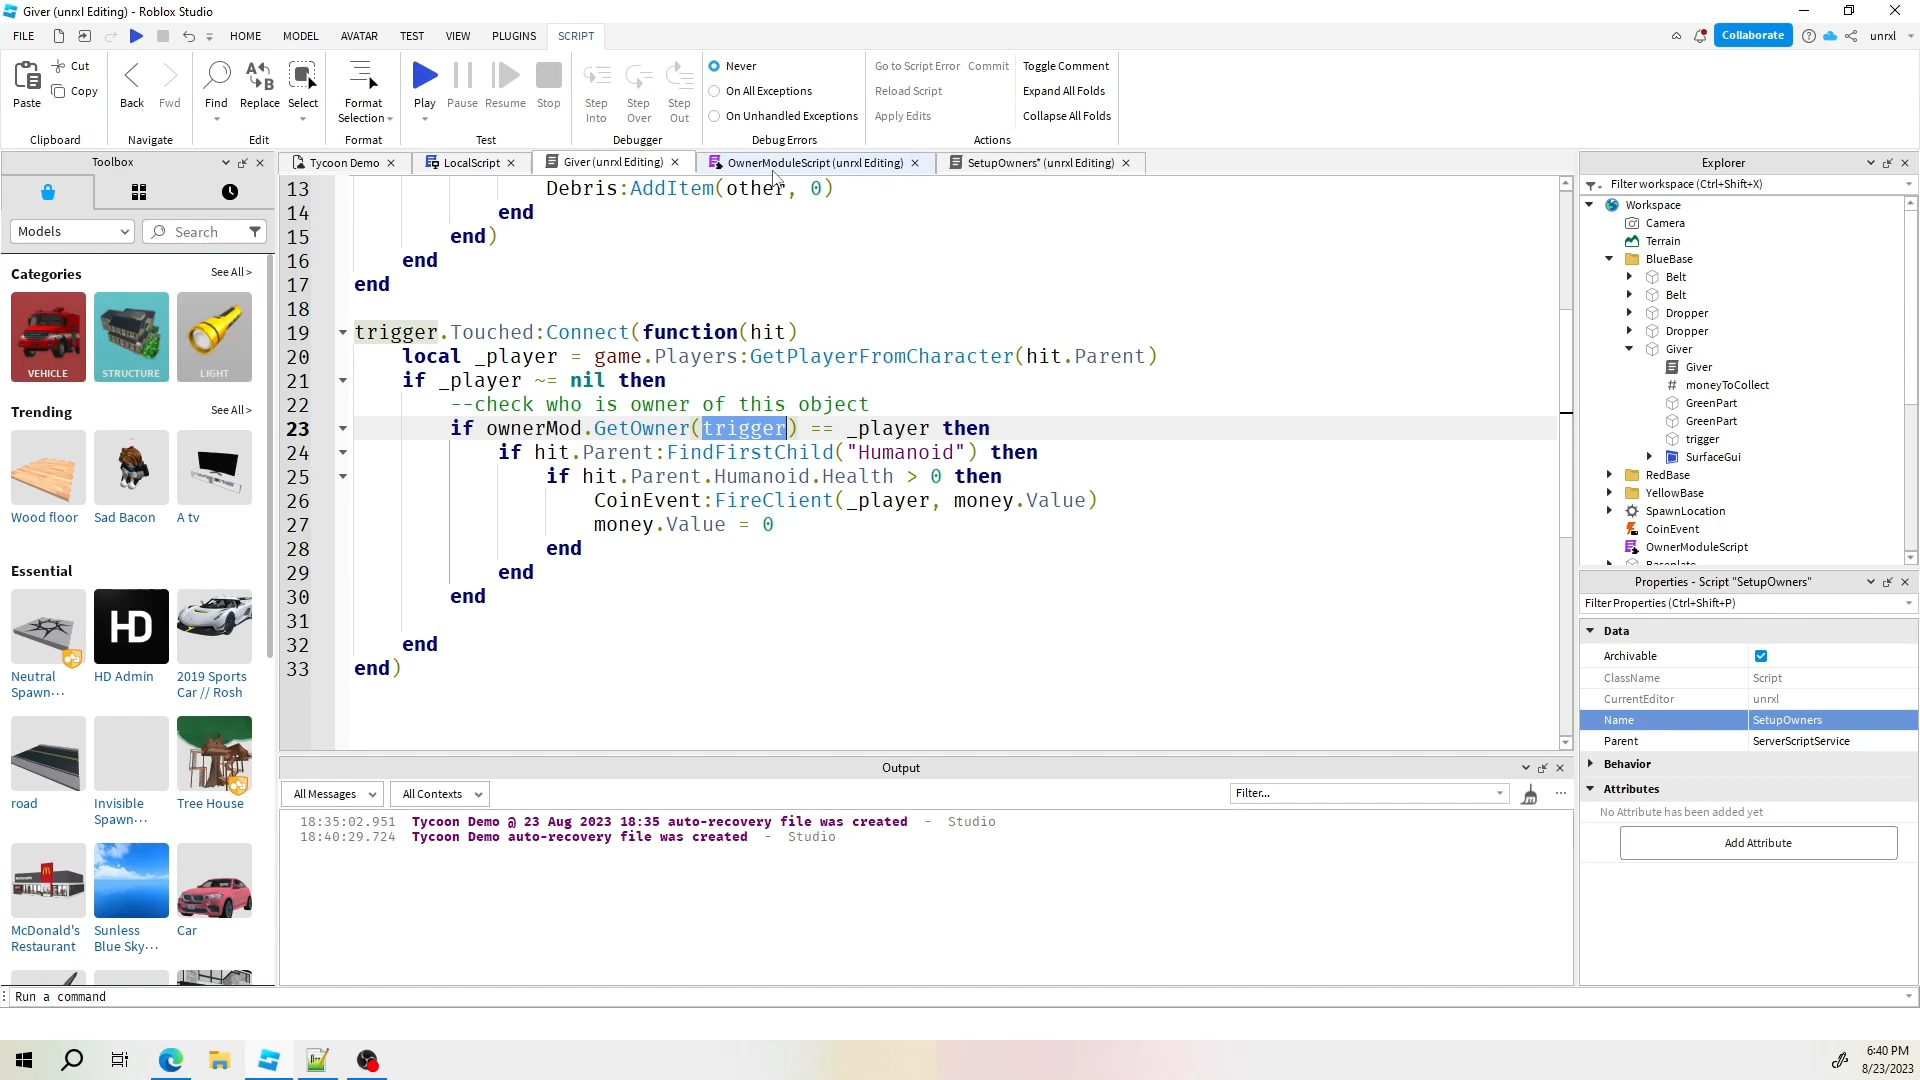 Giver (unrxl Editing) - Roblox Studio
FILE HOME MODEL AVATAR TEST VIEW PLUGINS SCRIPT Collaborate unrxl
Paste Cut Copy Clipboard
Back Fwd Navigate
Find Replace Select Edit
Format Selection Format
Play Pause Resume Stop Test
Step Into Step Over Step Out Debugger
Never
On All Exceptions
On Unhandled Exceptions
Debug Errors
Go to Script Error Commit Toggle Comment
Reload Script Expand All Folds
Apply Edits Collapse All Folds
Actions
Toolbox
Models Search
Categories See All >
VEHICLE STRUCTURE LIGHT
Trending See All >
Wood floor Sad Bacon A tv
Essential
HD
Neutral Spawn··· HD Admin 2019 Sports Car // Rosh
road Invisible Spawn··· Tree House
McDonald's Restaurant Sunless Blue Sky··· Car
Tycoon Demo LocalScript Giver (unrxl Editing) OwnerModuleScript (unrxl Editing) SetupOwners* (unrxl Editing)
13 Debris:AddItem(other, 0)
14 end
15 end)
16 end
17 end
18
19 trigger.Touched:Connect(function(hit)
20 local _player = game.Players:GetPlayerFromCharacter(hit.Parent)
21 if _player ~= nil then
22 --check who is owner of this object
23 if ownerMod.GetOwner(trigger) == _player then
24 if hit.Parent:FindFirstChild("Humanoid") then
25 if hit.Parent.Humanoid.Health > 0 then
26 CoinEvent:FireClient(_player, money.Value)
27 money.Value = 0
28 end
29 end
30 end
31
32 end
33 end)
Output
All Messages All Contexts Filter...
18:35:02.951 Tycoon Demo @ 23 Aug 2023 18:35 auto-recovery file was created - Studio
18:40:29.724 Tycoon Demo auto-recovery file was created - Studio
Explorer
Filter workspace (Ctrl+Shift+X)
Workspace
Camera
Terrain
BlueBase
Belt
Belt
Dropper
Dropper
Giver
Giver
# moneyToCollect
GreenPart
GreenPart
trigger
SurfaceGui
RedBase
YellowBase
SpawnLocation
CoinEvent
OwnerModuleScript
Baseplate
Properties - Script "SetupOwners"
Filter Properties (Ctrl+Shift+P)
Data
Archivable
ClassName Script
CurrentEditor unrxl
Name SetupOwners
Parent ServerScriptService
Behavior
Attributes
No Attribute has been added yet
Add Attribute
Run a command
6:40 PM
8/23/2023